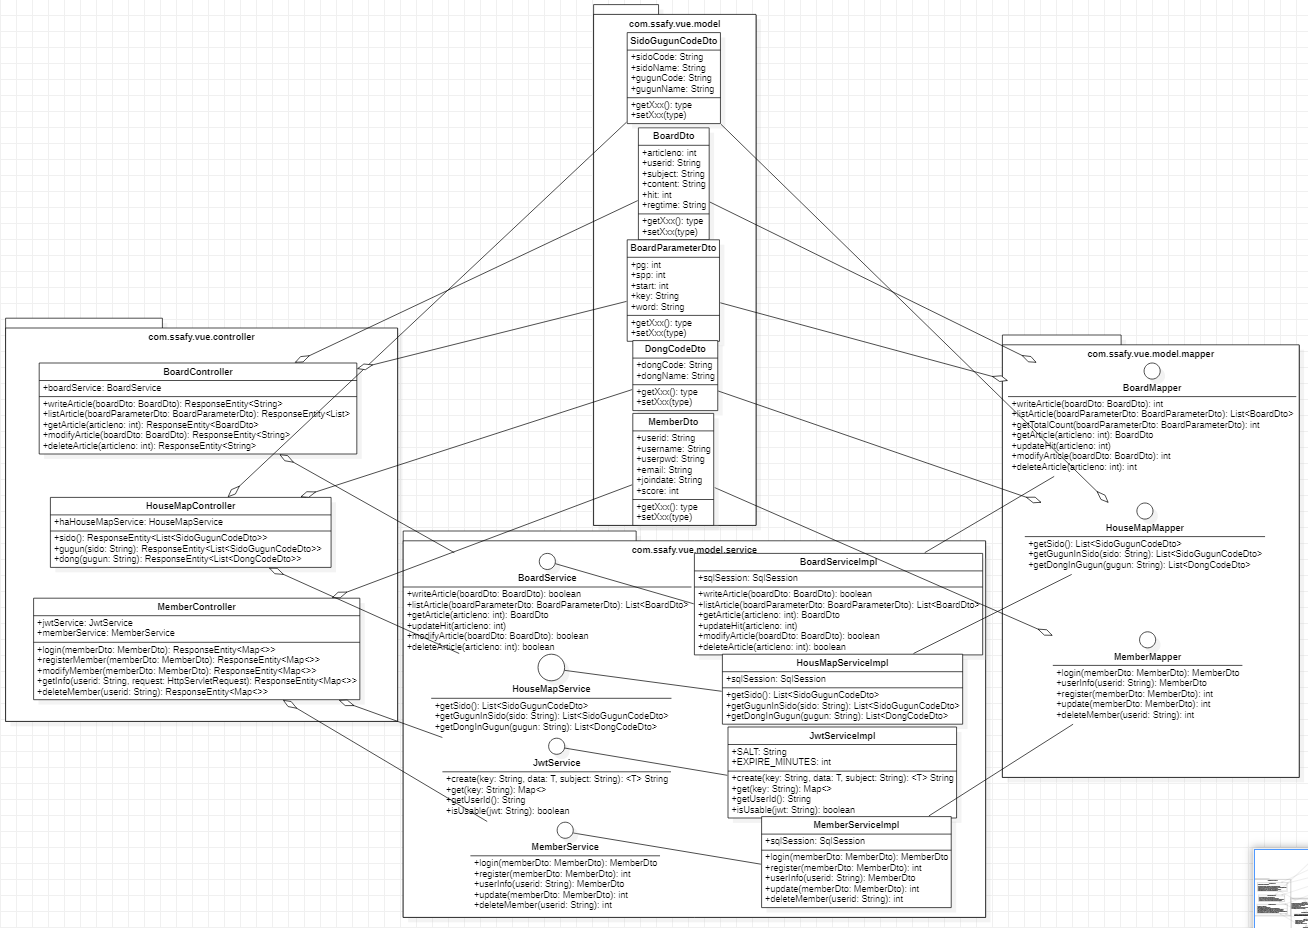 com.ssafy.vue.model
SidoGugunCodeDto
+sidoCode: String
+sidoName: String
+gugunCode: String
+gugunName: String
+getXxx(): type
+setXxx(type)
BoardDto
+articleno: int
+userid: String
+subject: String
+content: String
+hit: int
+regtime: String
+getXxx(): type
+setXxx(type)
BoardParameterDto
+pg: int
+spp: int
+start: int
+key: String
+word: String
+getXxx(): type
+setXxx(type)
DongCodeDto
+dongCode: String
+dongName: String
+getXxx(): type
+setXxx(type)
MemberDto
+userid: String
+username: String
+userpwd: String
+email: String
+joindate: String
+score: int
+getXxx(): type
+setXxx(type)
com.ssafy.vue.controller
BoardController
+boardService: BoardService
+writeArticle(boardDto: BoardDto): ResponseEntity<String>
+listArticle(boardParameterDto: BoardParameterDto): ResponseEntity<List>
+getArticle(articleno: int): ResponseEntity<BoardDto>
+modifyArticle(boardDto: BoardDto): ResponseEntity<String>
+deleteArticle(articleno: int): ResponseEntity<String>
HouseMapController
+haHouseMapService: HouseMapService
+sido(): ResponseEntity<List<SidoGugunCodeDto>>
+gugun(sido: String): ResponseEntity<List<SidoGugunCodeDto>>
+dong(gugun: String): ResponseEntity<List<DongCodeDto>>
MemberController
+jwtService: JwtService
+memberService: MemberService
+login(memberDto: MemberDto): ResponseEntity<Map<>>
+registerMember(memberDto: MemberDto): ResponseEntity<Map<>>
+modifyMember(memberDto: MemberDto): ResponseEntity<Map<>>
+getInfo(userid: String, request: HttpServletRequest): ResponseEntity<Map<>>
+deleteMember(userid: String): ResponseEntity<Map<>>
com.ssafy.vue.model.service
BoardService
+writeArticle(boardDto: BoardDto): boolean
+listArticle(boardParameterDto: BoardParameterDto): List<BoardDto>
+getArticle(articleno: int): BoardDto
+updateHit(articleno: int)
+modifyArticle(boardDto: BoardDto): boolean
+deleteArticle(articleno: int): boolean
HouseMapService
+getSido(): List<SidoGugunCodeDto>
+getGugunInSido(sido: String): List<SidoGugunCodeDto>
+getDongInGugun(gugun: String): List<DongCodeDto>
JwtService
+create(key: String, data: T, subject: String): <T> String
+get(key: String): Map<>
+getUserId(): String
+isUsable(jwt: String): boolean
MemberService
+login(memberDto: MemberDto): MemberDto
+register(memberDto: MemberDto): int
+userInfo(userid: String): MemberDto
+update(memberDto: MemberDto): int
+deleteMember(userid: String): int
BoardServiceImpl
+sqlSession: SqlSession
+writeArticle(boardDto: BoardDto): boolean
+listArticle(boardParameterDto: BoardParameterDto): List<BoardDto>
+getArticle(articleno: int): BoardDto
+updateHit(articleno: int)
+modifyArticle(boardDto: BoardDto): boolean
+deleteArticle(articleno: int): boolean
HousMapServiceImpl
+sqlSession: SqlSession
+getSido(): List<SidoGugunCodeDto>
+getGugunInSido(sido: String): List<SidoGugunCodeDto>
+getDongInGugun(gugun: String): List<DongCodeDto>
JwtServiceImpl
+SALT: String
+EXPIRE_MINUTES: int
+create(key: String, data: T, subject: String): <T> String
+get(key: String): Map<>
+getUserId(): String
+isUsable(jwt: String): boolean
MemberServiceImpl
+sqlSession: SqlSession
+login(memberDto: MemberDto): MemberDto
+register(memberDto: MemberDto): int
+userInfo(userid: String): MemberDto
+update(memberDto: MemberDto): int
+deleteMember(userid: String): int
com.ssafy.vue.model.mapper
BoardMapper
+writeArticle(boardDto: BoardDto): int
+listArticle(boardParameterDto: BoardParameterDto): List<BoardDto>
+getTotalCount(boardParameterDto: BoardParameterDto): int
+getArticle(articleno: int): BoardDto
+updateHit(articleno: int)
+modifyArticle(boardDto: BoardDto): int
+deleteArticle(articleno: int): int
HouseMapMapper
+getSido(): List<SidoGugunCodeDto>
+getGugunInSido(sido: String): List<SidoGugunCodeDto>
+getDongInGugun(gugun: String): List<DongCodeDto>
MemberMapper
+login(memberDto: MemberDto): MemberDto
+userInfo(userid: String): MemberDto
+register(memberDto: MemberDto): int
+update(memberDto: MemberDto): int
+deleteMember(userid: String): int